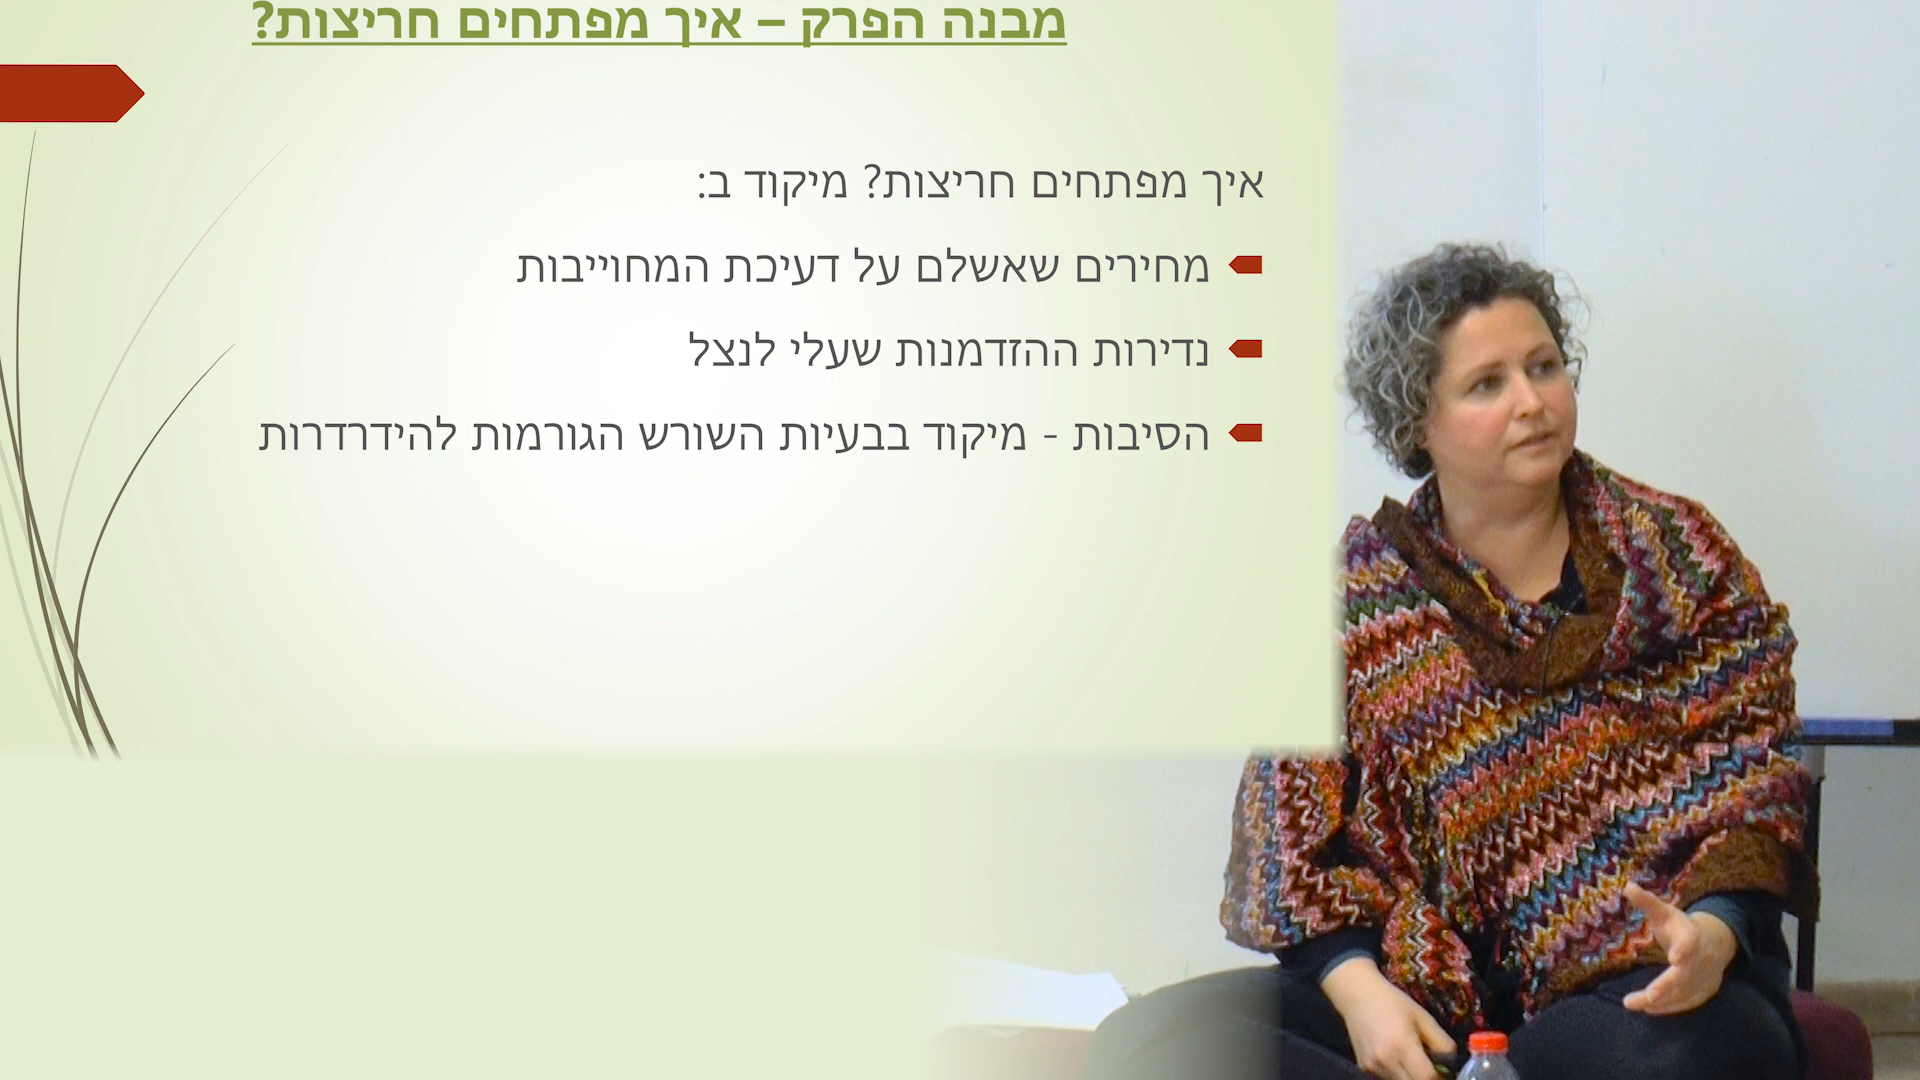 מבנה הפרק – איך מפתחים חריצות?
איך מפתחים חריצות? מיקוד ב:
מחירים שאשלם על דעיכת המחוייבות
נדירות ההזדמנות שעלי לנצל
הסיבות - מיקוד בבעיות השורש הגורמות להידרדרות